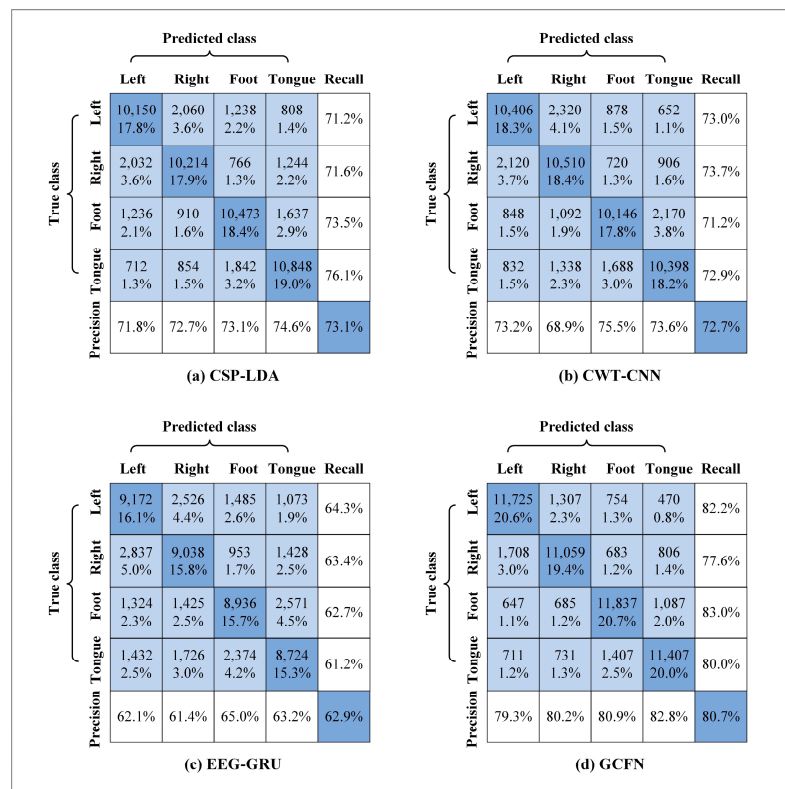 Predicted class
Left Right Foot Tongue Recall
True class
Left 10,150 2,060 1,238 808 71.2%
17.8% 3.6% 2.2% 1.4%
Right 2,032 10,214 766 1,244 71.6%
3.6% 17.9% 1.3% 2.2%
Foot 1,236 910 10,473 1,637 73.5%
2.1% 1.6% 18.4% 2.9%
Tongue 712 854 1,842 10,848 76.1%
1.3% 1.5% 3.2% 19.0%
Precision 71.8% 72.7% 73.1% 74.6% 73.1%
(a) CSP-LDA
Predicted class
Left Right Foot Tongue Recall
True class
Left 10,406 2,320 878 652 73.0%
18.3% 4.1% 1.5% 1.1%
Right 2,120 10,510 720 906 73.7%
3.7% 18.4% 1.3% 1.6%
Foot 848 1,092 10,146 2,170 71.2%
1.5% 1.9% 17.8% 3.8%
Tongue 832 1,338 1,688 10,398 72.9%
1.5% 2.3% 3.0% 18.2%
Precision 73.2% 68.9% 75.5% 73.6% 72.7%
(b) CWT-CNN
Predicted class
Left Right Foot Tongue Recall
True class
Left 9,172 2,526 1,485 1,073 64.3%
16.1% 4.4% 2.6% 1.9%
Right 2,837 9,038 953 1,428 63.4%
5.0% 15.8% 1.7% 2.5%
Foot 1,324 1,425 8,936 2,571 62.7%
2.3% 2.5% 15.7% 4.5%
Tongue 1,432 1,726 2,374 8,724 61.2%
2.5% 3.0% 4.2% 15.3%
Precision 62.1% 61.4% 65.0% 63.2% 62.9%
(c) EEG-GRU
Predicted class
Left Right Foot Tongue Recall
True class
Left 11,725 1,307 754 470 82.2%
20.6% 2.3% 1.3% 0.8%
Right 1,708 11,059 683 806 77.6%
3.0% 19.4% 1.2% 1.4%
Foot 647 685 11,837 1,087 83.0%
1.1% 1.2% 20.7% 2.0%
Tongue 711 731 1,407 11,407 80.0%
1.2% 1.3% 2.5% 20.0%
Precision 79.3% 80.2% 80.9% 82.8% 80.7%
(d) GCFN